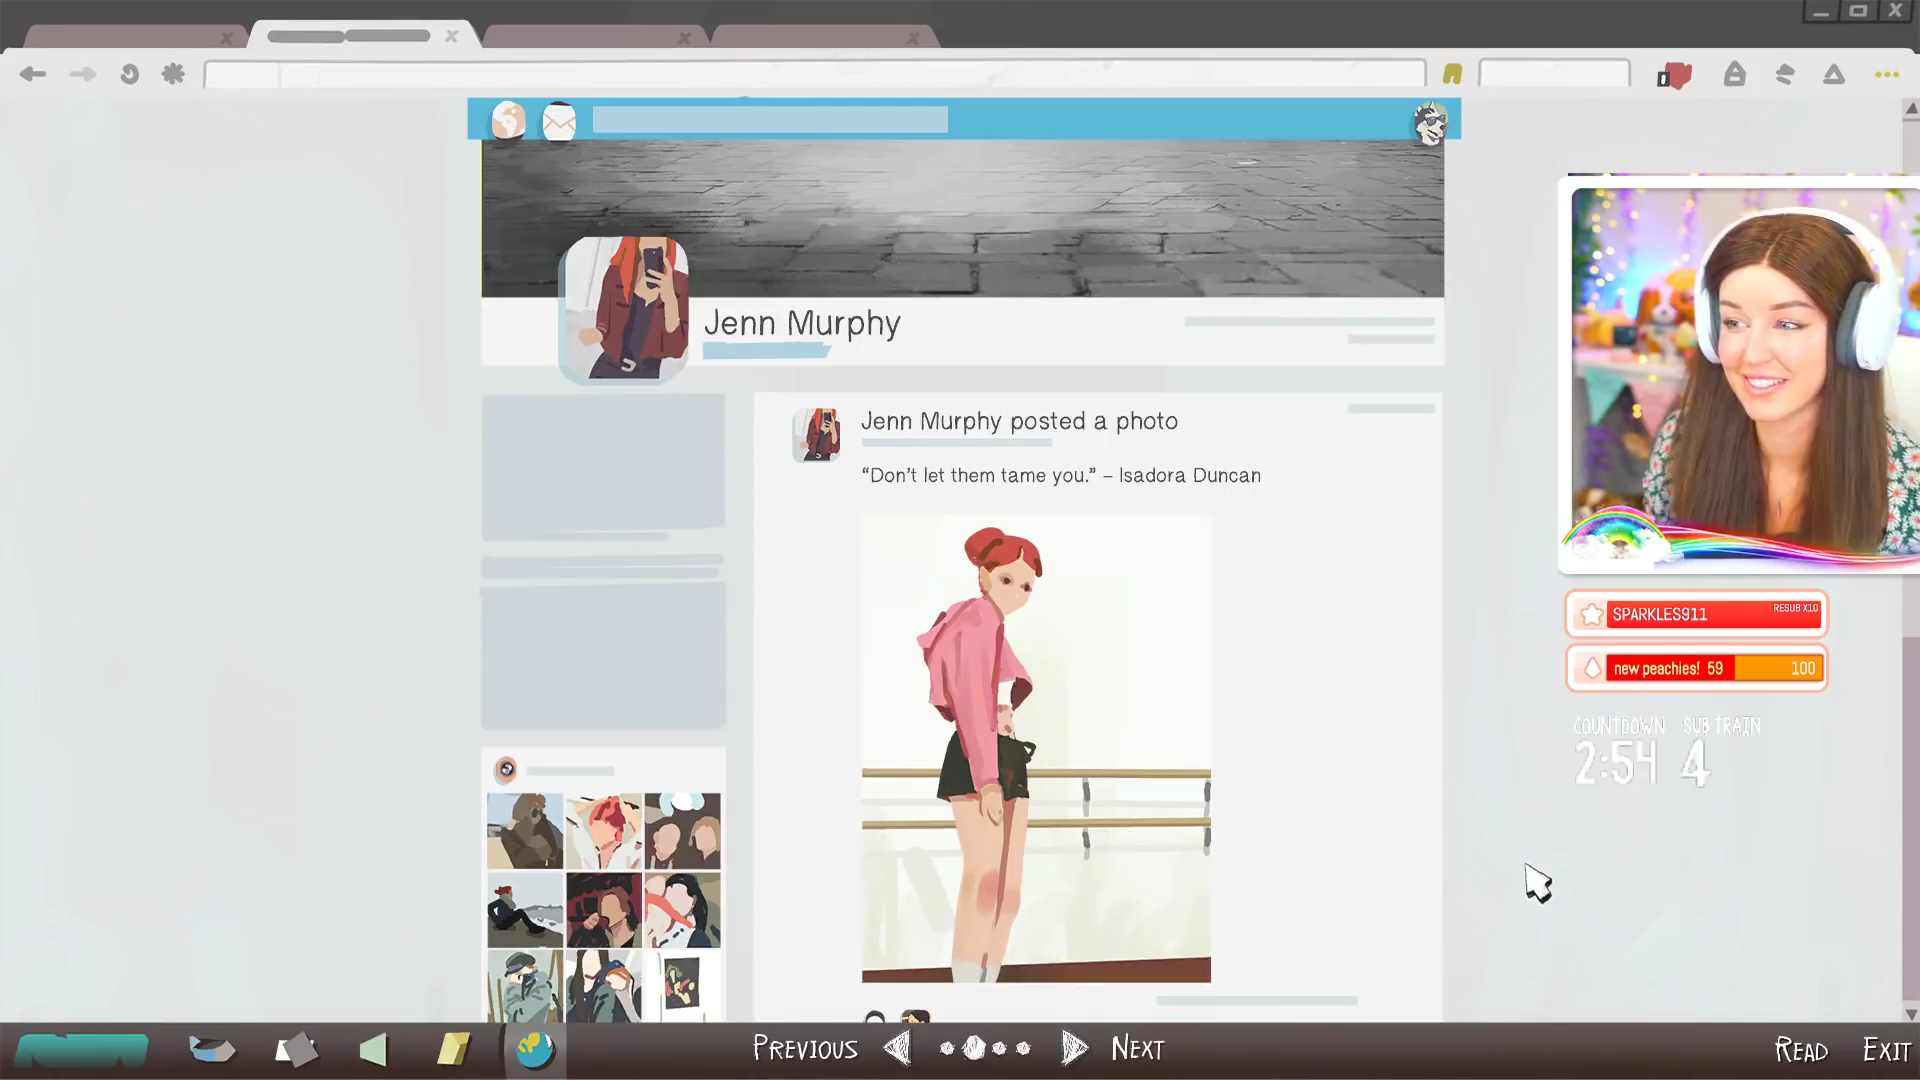 Jenn Murphy
Jenn Murphy posted a photo
“Don’t let them tame you.” – Isadora Duncan
SPARKLES911 RESUB X10
new peachies! 59 100
COUNTDOWN SUB TRAIN
2:54 4
PREVIOUS NEXT
READ EXIT